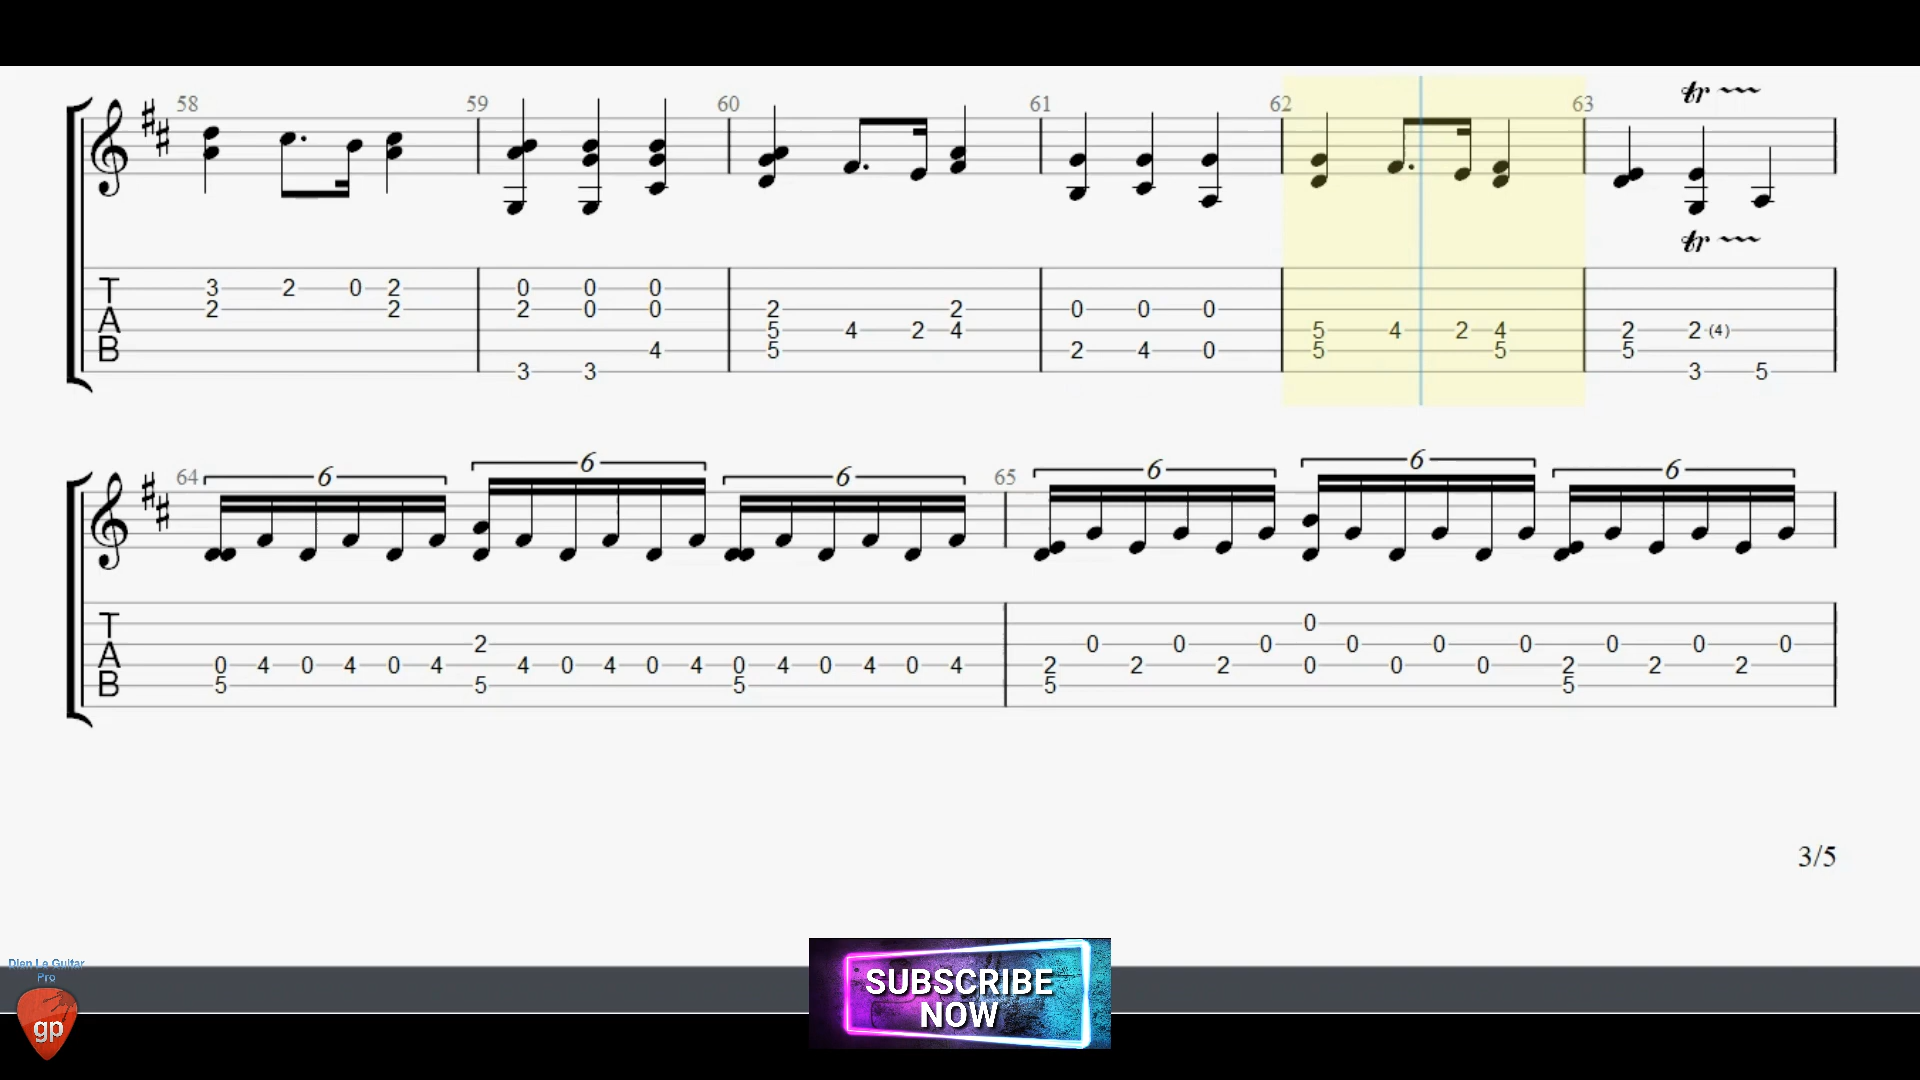 58 59 60 61 62 63
tr
tr
T 3 2 0 2 0 0 0
2 2 2 0 0 2 2 0 0 0
A 5 4 2 4 5 4 2 4 2 2 (4)
B 4 5 2 4 0 5 5 5
3 3 3 5
64 6 6 6 65 6 6 6
T 0
2 0 0 0 0 0 0 0 0 0
A 0 4 0 4 0 4 4 0 4 0 4 0 4 0 4 0 4 2 2 2 0 0 0 2 2 2
B 5 5 5 5 5
3/5
Dien Le Guitar
Pro
gp
SUBSCRIBE
NOW